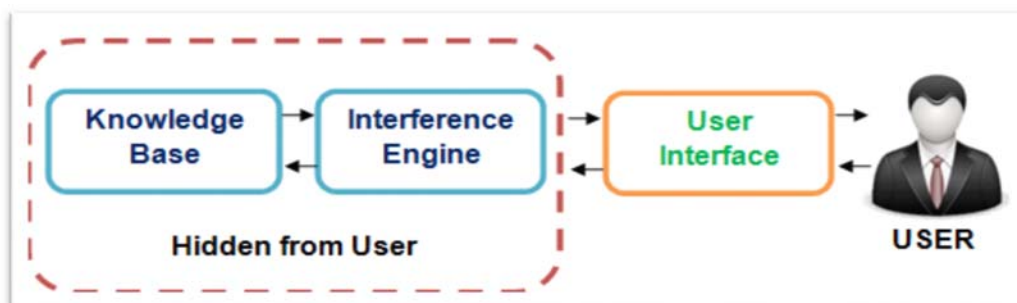 Knowledge
Base
Interference
Engine
User
Interface
Hidden from User
USER